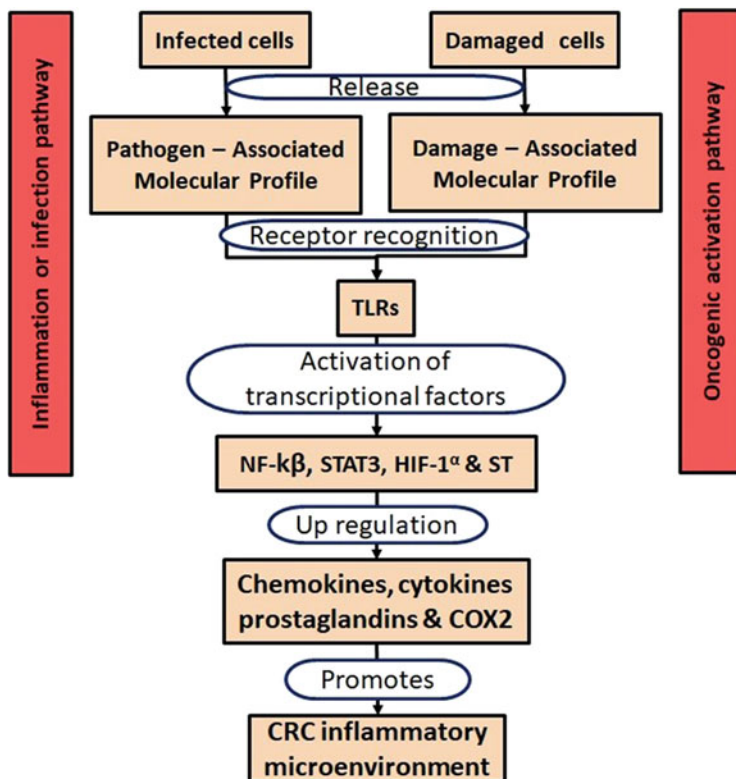 Inflammation or infection pathway
Infected cells
Damaged cells
Release
Pathogen – Associated
Molecular Profile
Damage – Associated
Molecular Profile
Receptor recognition
TLRs
Activation of
transcriptional factors
NF-kβ, STAT3, HIF-1ᵅ & ST
Up regulation
Chemokines, cytokines
prostaglandins & COX2
Promotes
CRC inflammatory
microenvironment
Oncogenic activation pathway